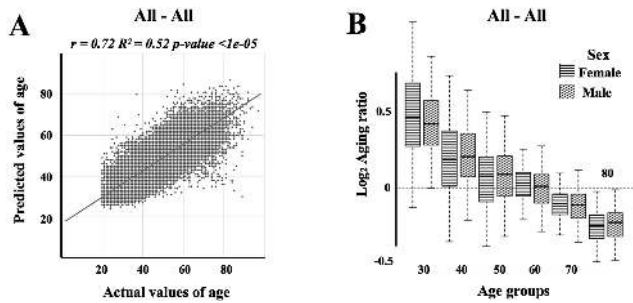 All - All
A
r = 0.72 R² = 0.52 p-value <1e-05
Predicted values of age
80
60
40
20
20 40 60 80
Actual values of age
All - All
B
Sex
Female
Male
Log₂ Aging ratio
0.5
0
-0.5
80
30 40 50 60 70
Age groups